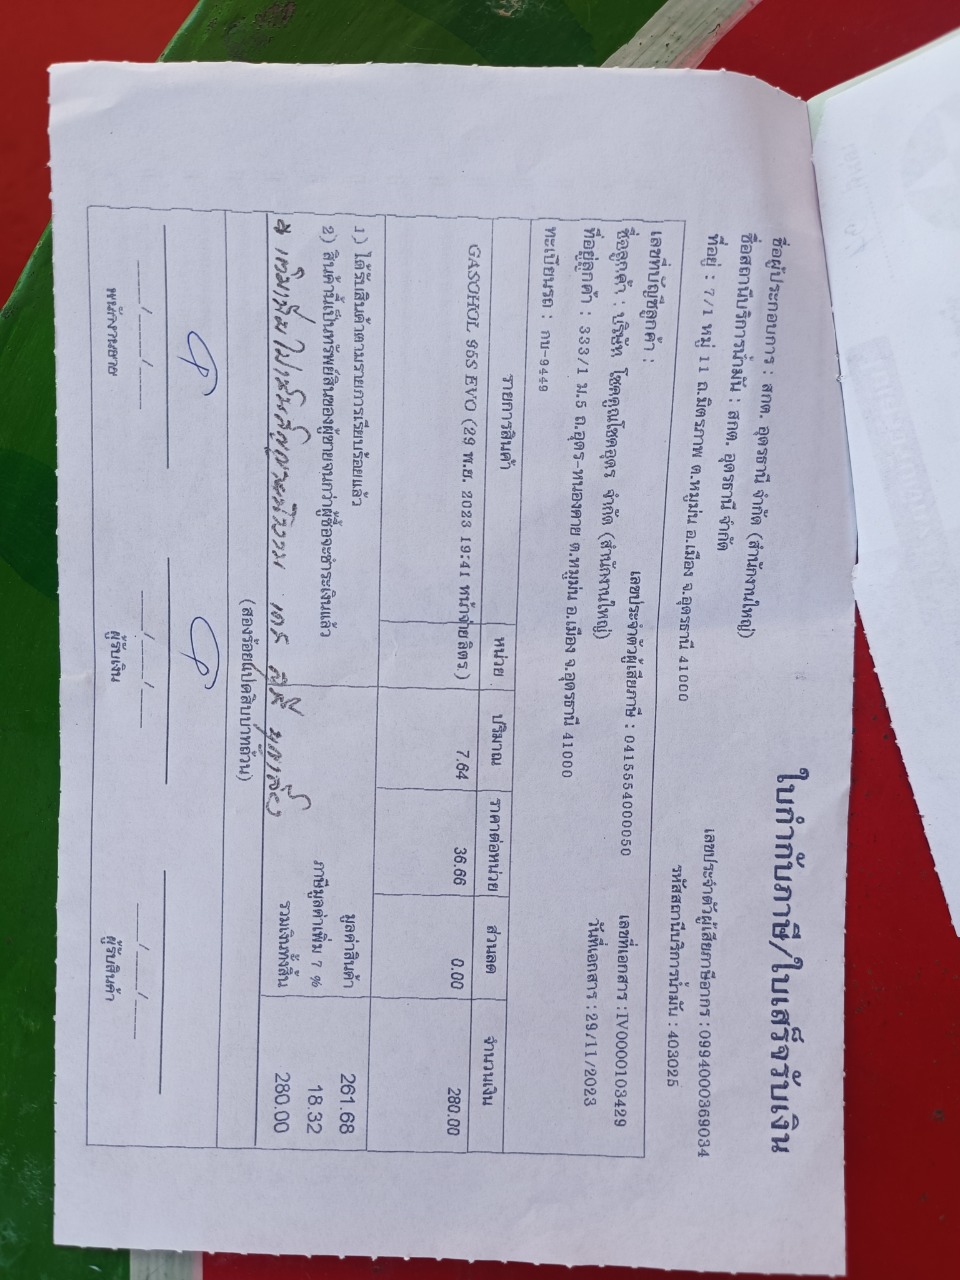 ใบกำกับภาษี/ใบเสร็จรับเงิน
ชื่อผู้ประกอบการ : สกต. อุดรธานี จำกัด (สำนักงานใหญ่)
ชื่อสถานีบริการน้ำมัน : สกต. อุดรธานี จำกัด เลขประจำตัวผู้เสียภาษีอากร : 0994000369034
ที่อยู่ : 7/1 หมู่ 11 ถ.มิตรภาพ ต.หมูม่น อ.เมือง จ.อุดรธานี 41000 รหัสสถานีบริการน้ำมัน : 403025
เลขที่บัญชีลูกค้า : เลขประจำตัวผู้เสียภาษี : 0415554000050 เลขที่เอกสาร : IV0000103429
ชื่อลูกค้า : บริษัท โชคคูณโชคอุดร จำกัด (สำนักงานใหญ่) วันที่เอกสาร : 29/11/2023
ที่อยู่ลูกค้า : 333/1 ม.5 ถ.อุดร-หนองคาย ต.หมูม่น อ.เมือง จ.อุดรธานี 41000
ทะเบียนรถ : กบ-9449
รายการสินค้า หน่วย ปริมาณ ราคาต่อหน่วย ส่วนลด จำนวนเงิน
GASOHOL 95S EVO (29 พ.ย. 2023 19:41 หน้าจ่าย ลิตร ) 7.64 36.66 0.00 280.00
1) ได้รับสินค้าตามรายการเรียบร้อยแล้ว มูลค่าสินค้า 261.68
2) สินค้านี้เป็นทรัพย์สินของผู้ขายจนกว่าผู้ซื้อจะชำระเงินแล้ว ภาษีมูลค่าเพิ่ม 7 % 18.32
รวมเงินทั้งสิ้น 280.00
(สองร้อยแปดสิบบาทถ้วน)
__/__/__ __/__/__ __/__/__
พนักงานขาย ผู้รับเงิน ผู้รับสินค้า